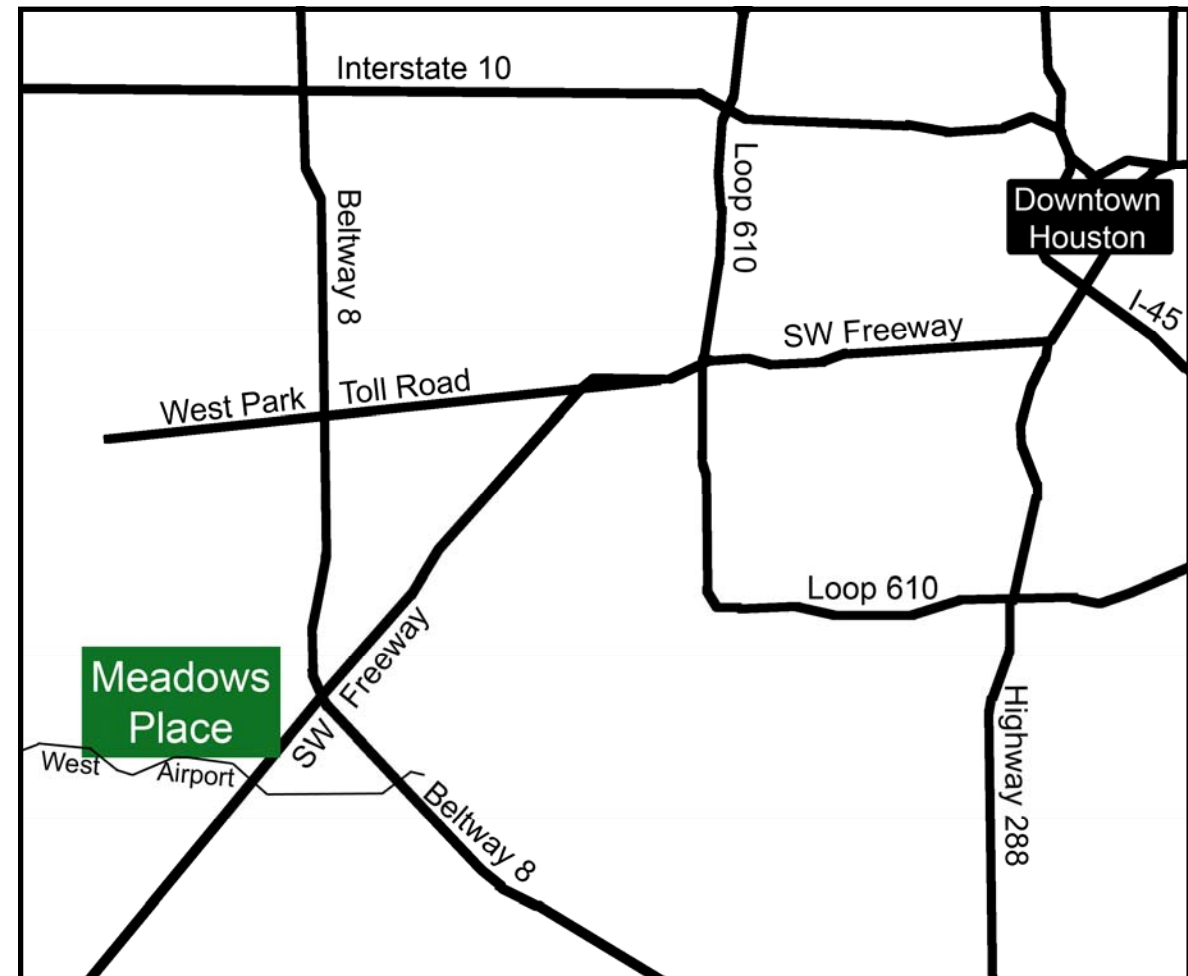 Interstate 10
Loop 610
Beltway 8
Downtown
Houston
I-45
SW Freeway
West Park Toll Road
Loop 610
SW Freeway
Meadows
Place
West Airport
Highway 288
Beltway 8